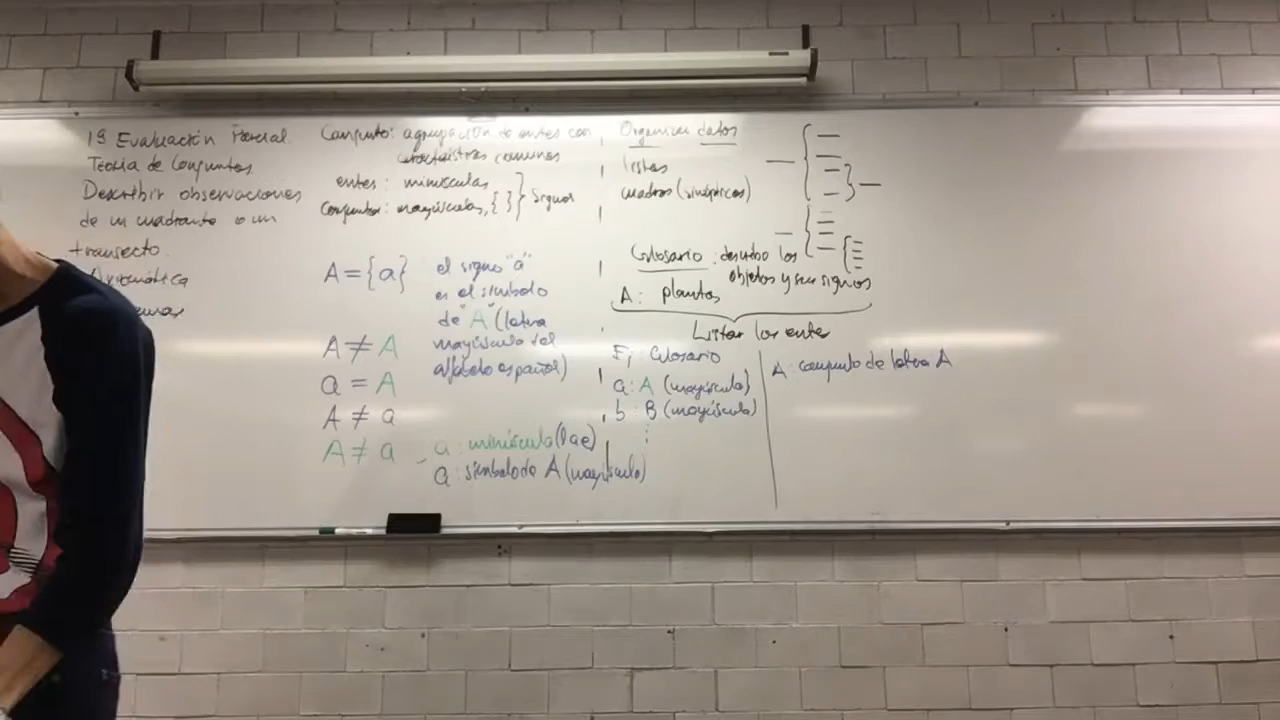 1ª Evaluación Parcial
Teoría de Conjuntos
Describir observaciones
de un cuadrante o un
transecto
Aritmética
Conjunto: agrupación de entes con
características comunes
entes: minúsculas
conjuntos: mayúsculas, { } } signos
A = {a}
el signo "a"
es el símbolo
de "A" (letra
mayúscula del
alfabeto español)
A ≠ A
a = A
A ≠ a
A ≠ a
a: minúscula (la e)
a: símbolo de A (mayúscula)
Organizar datos
listas
cuadros (sinópticos)
Glosario: describo los
objetos y sus signos
A: plantas
Listar los entes
Ej Glosario
a: A (mayúscula)
b: B (mayúscula)
A: conjunto de letra A